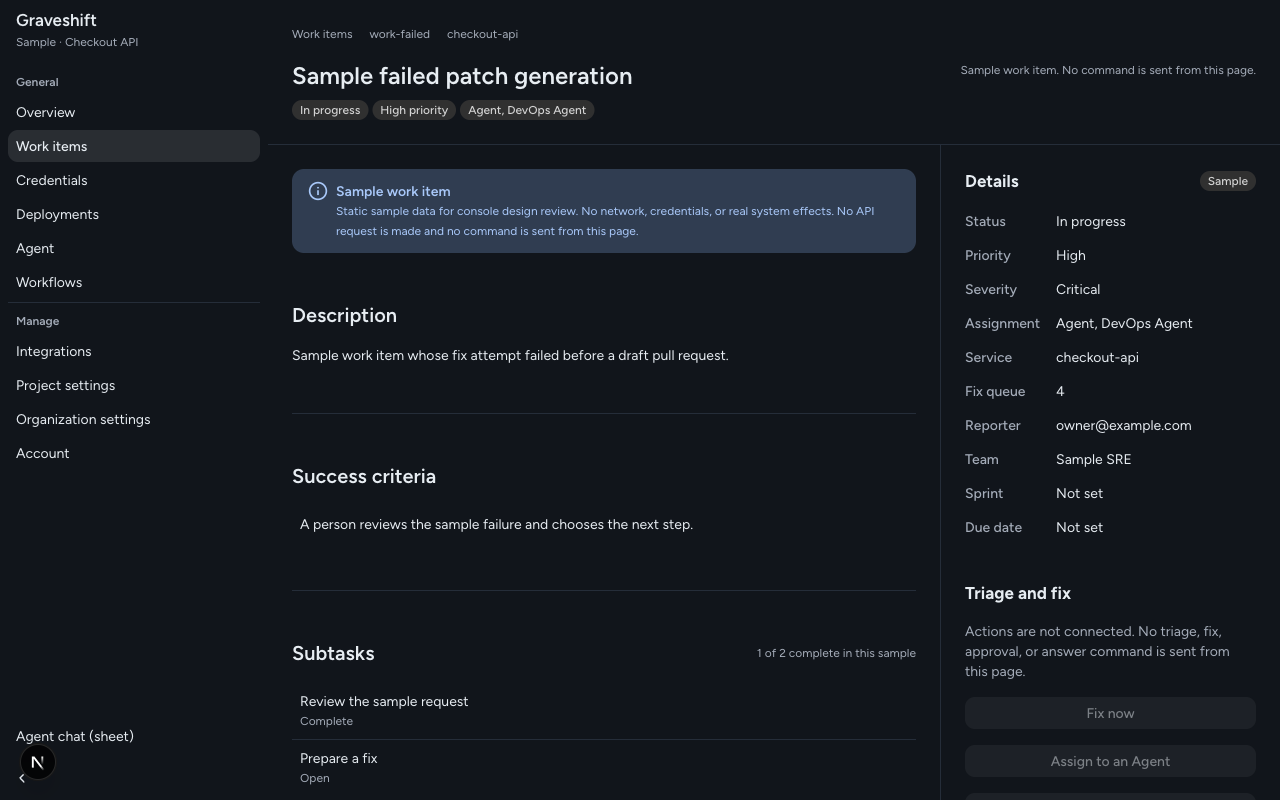 Graveshift
Sample · Checkout API
General
Overview
Work items
Credentials
Deployments
Agent
Workflows
Manage
Integrations
Project settings
Organization settings
Account
Agent chat (sheet)
N
Work items work-failed checkout-api
Sample failed patch generation
In progress High priority Agent, DevOps Agent
Sample work item. No command is sent from this page.
Sample work item
Static sample data for console design review. No network, credentials, or real system effects. No API
request is made and no command is sent from this page.
Description
Sample work item whose fix attempt failed before a draft pull request.
Success criteria
A person reviews the sample failure and chooses the next step.
Subtasks 1 of 2 complete in this sample
Review the sample request
Complete
Prepare a fix
Open
Details Sample
Status In progress
Priority High
Severity Critical
Assignment Agent, DevOps Agent
Service checkout-api
Fix queue 4
Reporter owner@example.com
Team Sample SRE
Sprint Not set
Due date Not set
Triage and fix
Actions are not connected. No triage, fix,
approval, or answer command is sent from
this page.
Fix now
Assign to an Agent